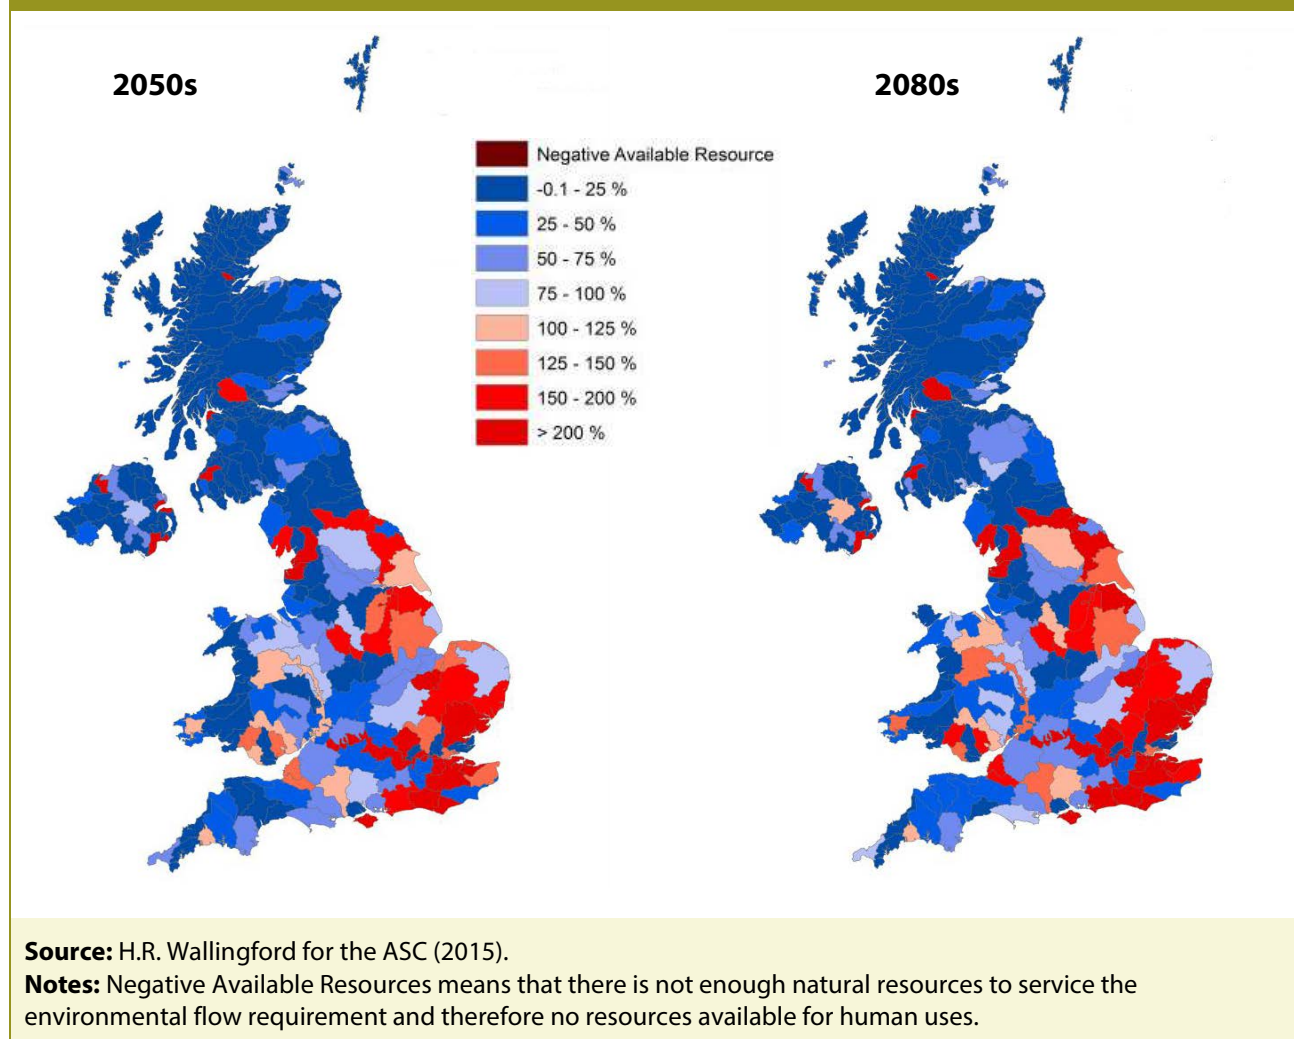 2050s
2080s
Negative Available Resource
-0.1 - 25 %
25 - 50 %
50 - 75 %
75 - 100 %
100 - 125 %
125 - 150 %
150 - 200 %
> 200 %
Source: H.R. Wallingford for the ASC (2015).
Notes: Negative Available Resources means that there is not enough natural resources to service the
environmental flow requirement and therefore no resources available for human uses.